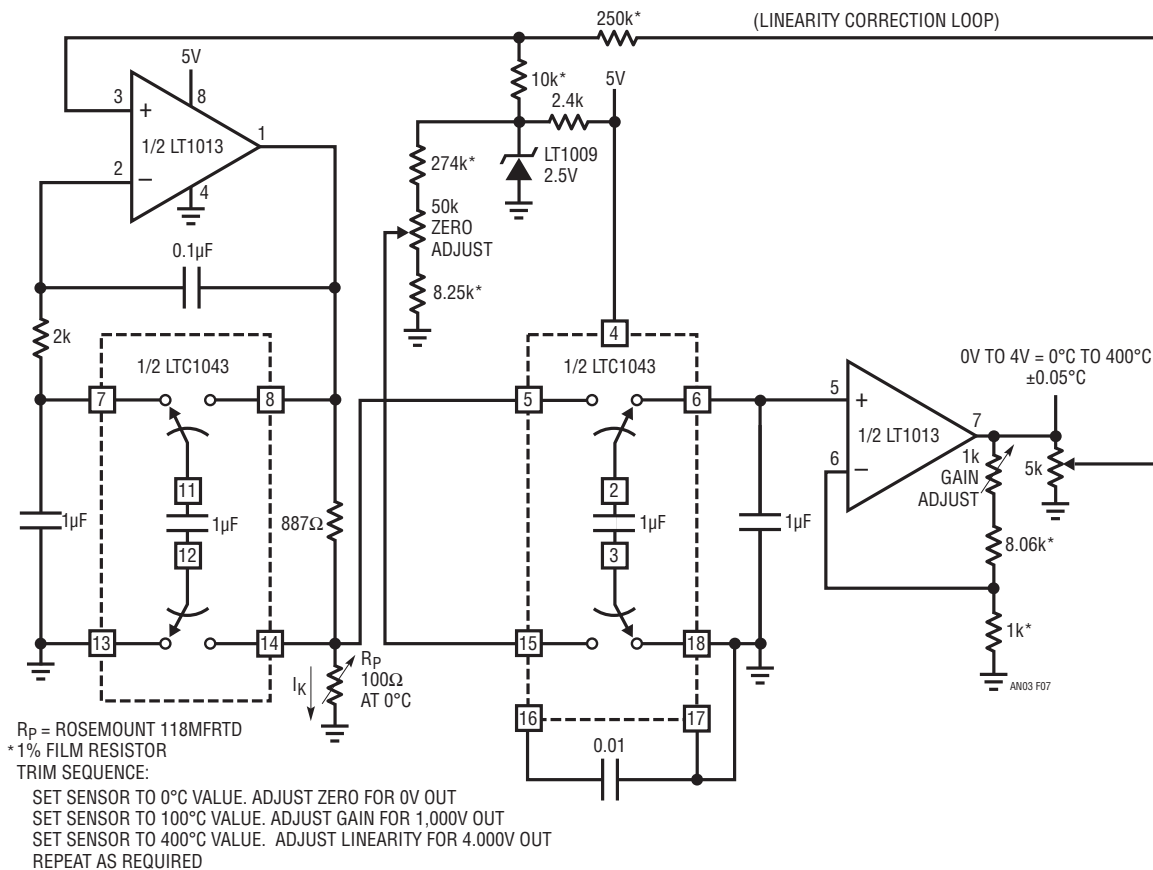 250k*
(LINEARITY CORRECTION LOOP)
5V
10k*
5V
3
8
2.4k
+
1/2 LT1013
1
2
–
4
274k*
LT1009
2.5V
50k
ZERO
ADJUST
0.1µF
8.25k*
2k
4
1/2 LTC1043
1/2 LTC1043
0V TO 4V = 0°C TO 400°C
±0.05°C
7
8
5
6
5
+
7
1/2 LT1013
6
–
1k
GAIN
ADJUST
5k
11
2
1µF
1µF
887Ω
1µF
1µF
12
3
8.06k*
13
14
15
18
1k*
IK
RP
100Ω
AT 0°C
AN03 F07
16
17
0.01
RP = ROSEMOUNT 118MFRTD
*1% FILM RESISTOR
TRIM SEQUENCE:
SET SENSOR TO 0°C VALUE. ADJUST ZERO FOR 0V OUT
SET SENSOR TO 100°C VALUE. ADJUST GAIN FOR 1,000V OUT
SET SENSOR TO 400°C VALUE. ADJUST LINEARITY FOR 4.000V OUT
REPEAT AS REQUIRED